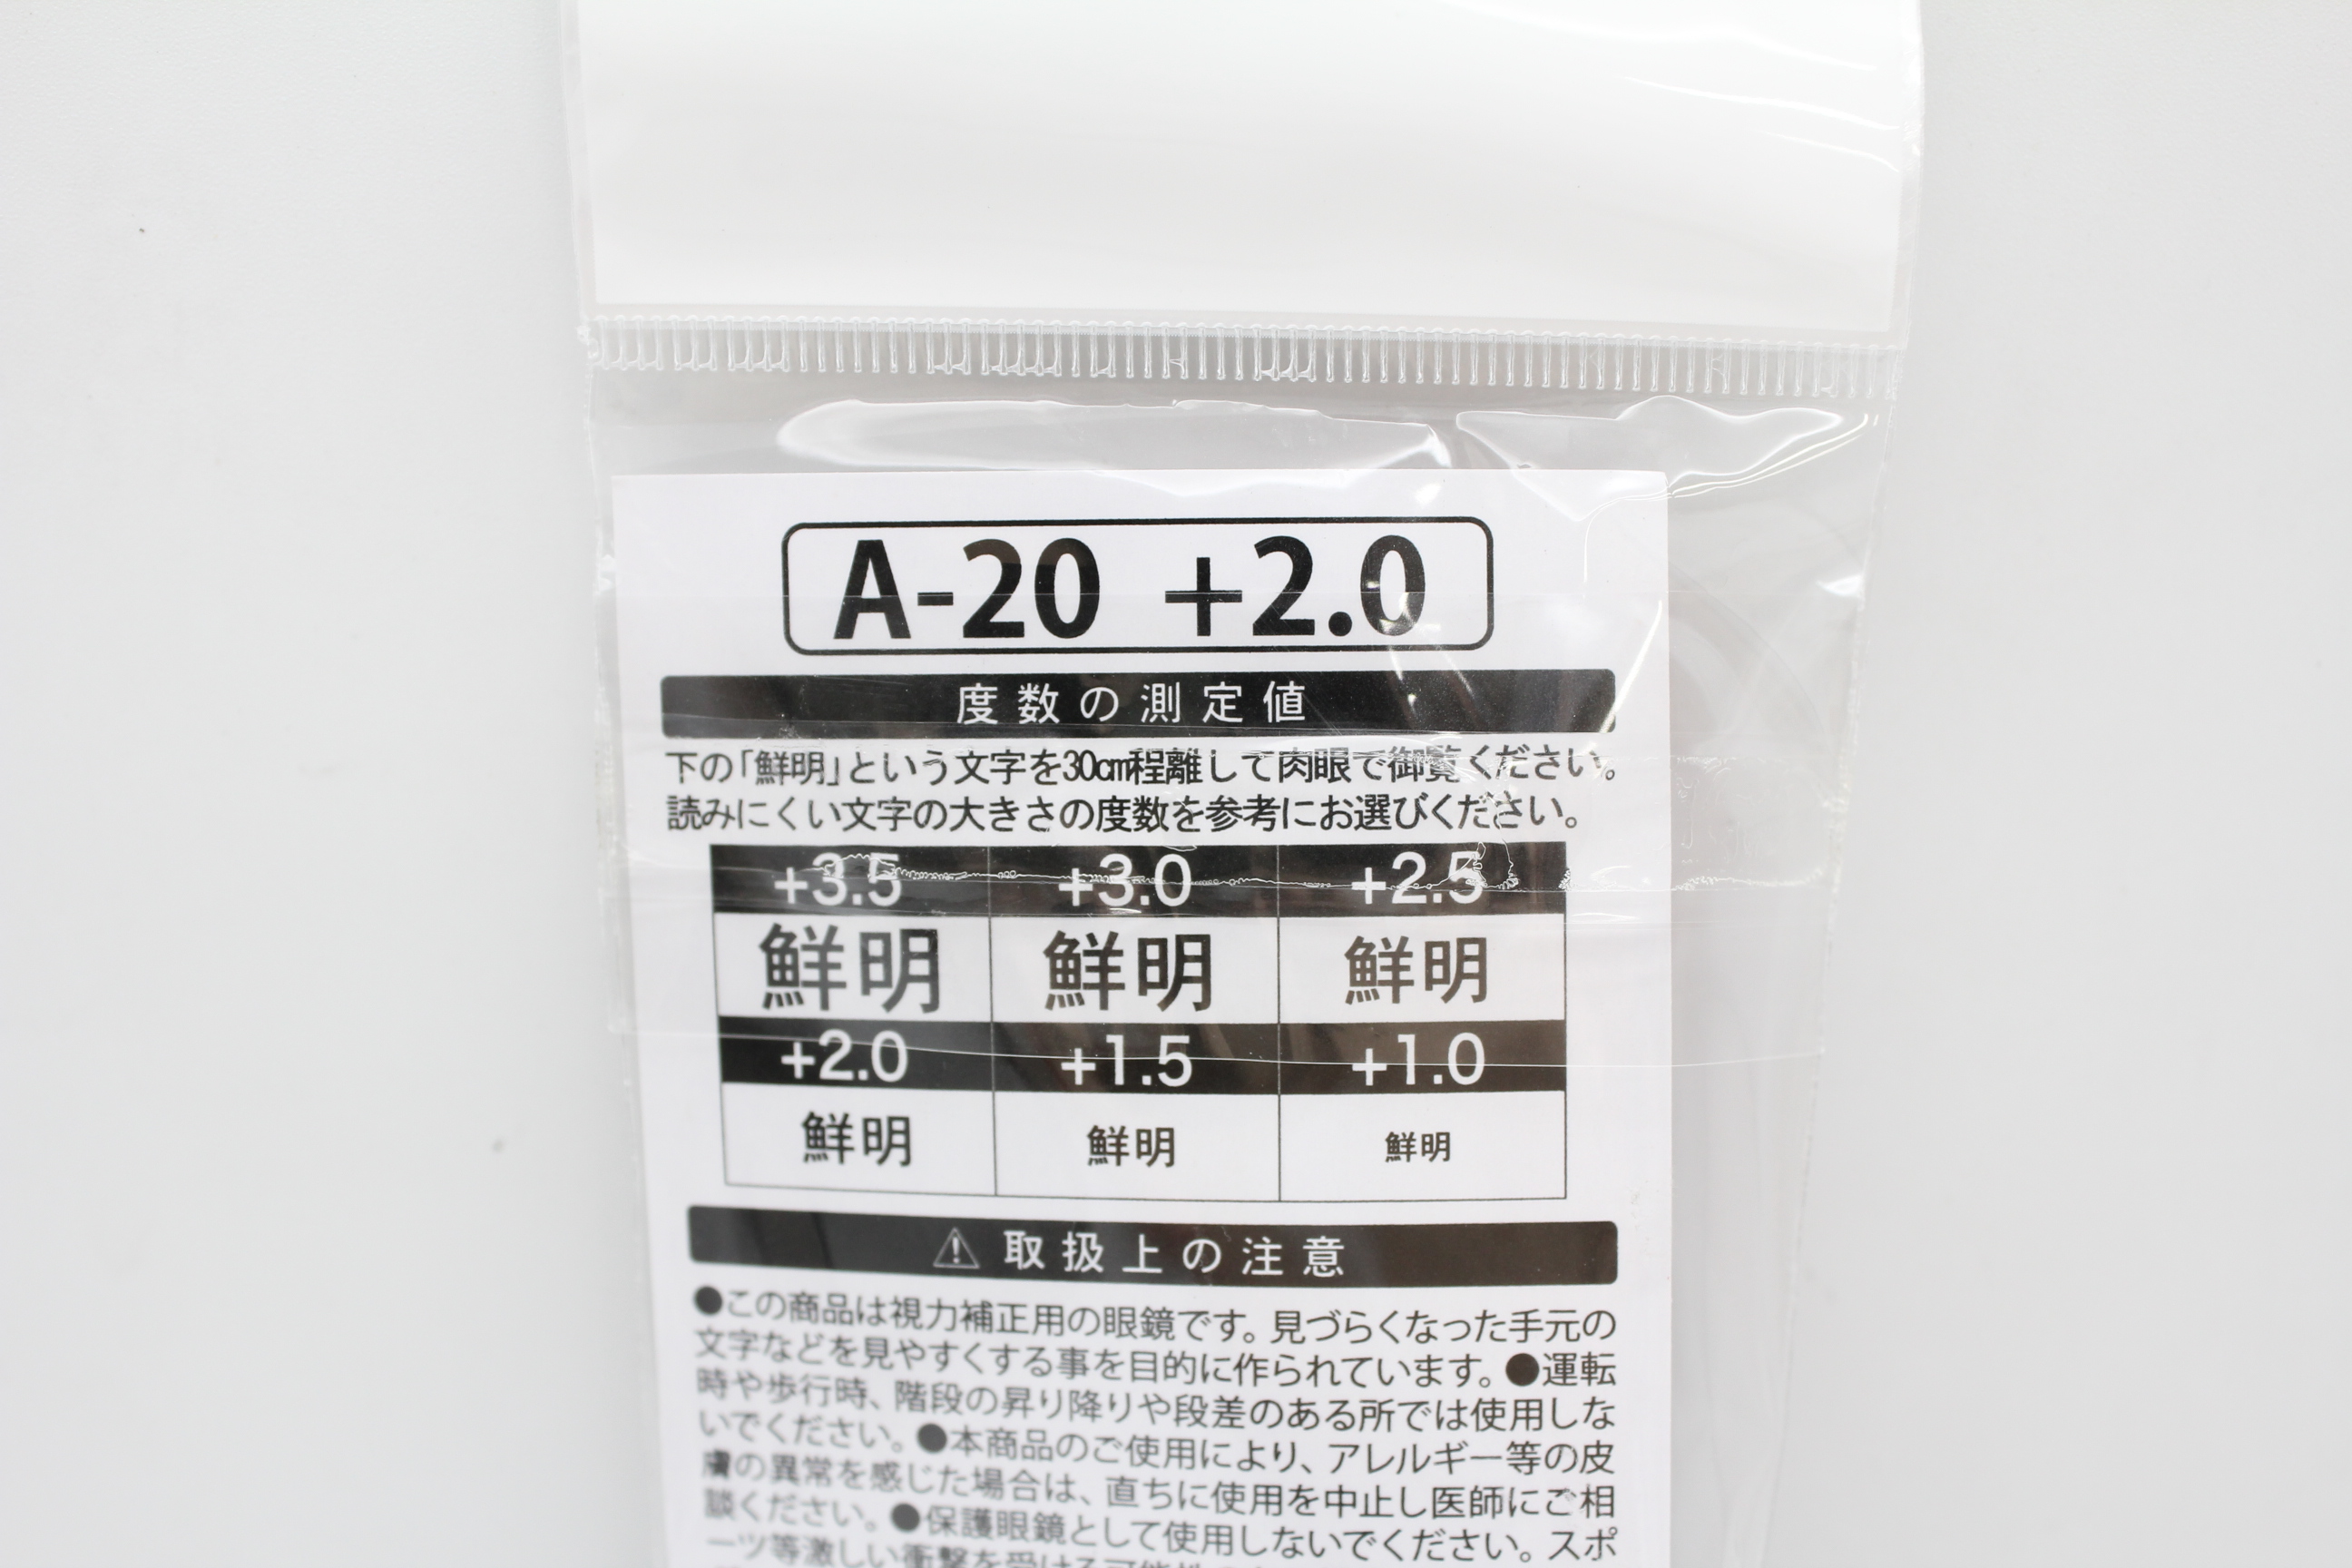 A-20 +2.0
度数の測定値
下の「鮮明」という文字を30cm程離して肉眼で御覧ください。
読みにくい文字の大きさの度数を参考にお選びください。
+3.5 +3.0 +2.5
鮮明 鮮明 鮮明
+2.0 +1.5 +1.0
鮮明 鮮明 鮮明
⚠ 取扱上の注意
●この商品は視力補正用の眼鏡です。見づらくなった手元の
文字などを見やすくする事を目的に作られています。●運転
時や歩行時、階段の昇り降りや段差のある所では使用しな
いでください。●本商品のご使用により、アレルギー等の皮
膚の異常を感じた場合は、直ちに使用を中止し医師にご相
談ください。●保護眼鏡として使用しないでください。スポ
ーツ等激しい衝撃を受ける可能性